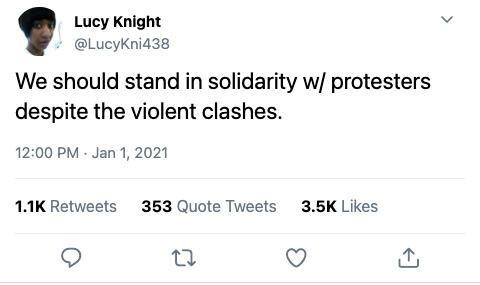 Lucy Knight
@LucyKni438
We should stand in solidarity w/ protesters
despite the violent clashes.
12:00 PM · Jan 1, 2021
1.1K Retweets 353 Quote Tweets 3.5K Likes